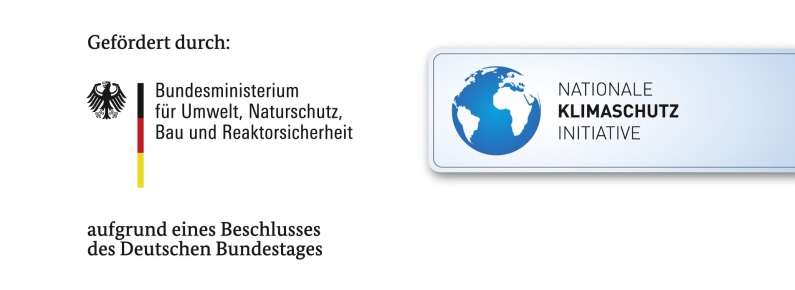 Gefördert durch:
Bundesministerium
für Umwelt, Naturschutz,
Bau und Reaktorsicherheit
aufgrund eines Beschlusses
des Deutschen Bundestages
NATIONALE
KLIMASCHUTZ
INITIATIVE